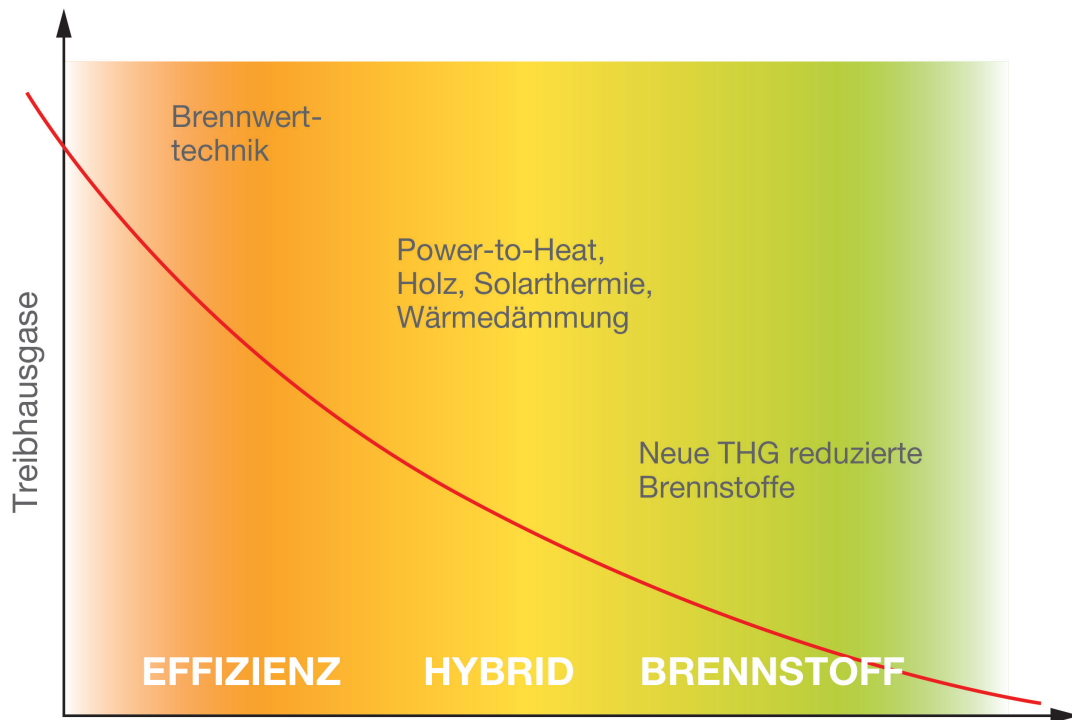 Brennwert-
technik
Power-to-Heat,
Holz, Solarthermie,
Wärmedämmung
Treibhausgase
Neue THG reduzierte
Brennstoffe
EFFIZIENZ HYBRID BRENNSTOFF